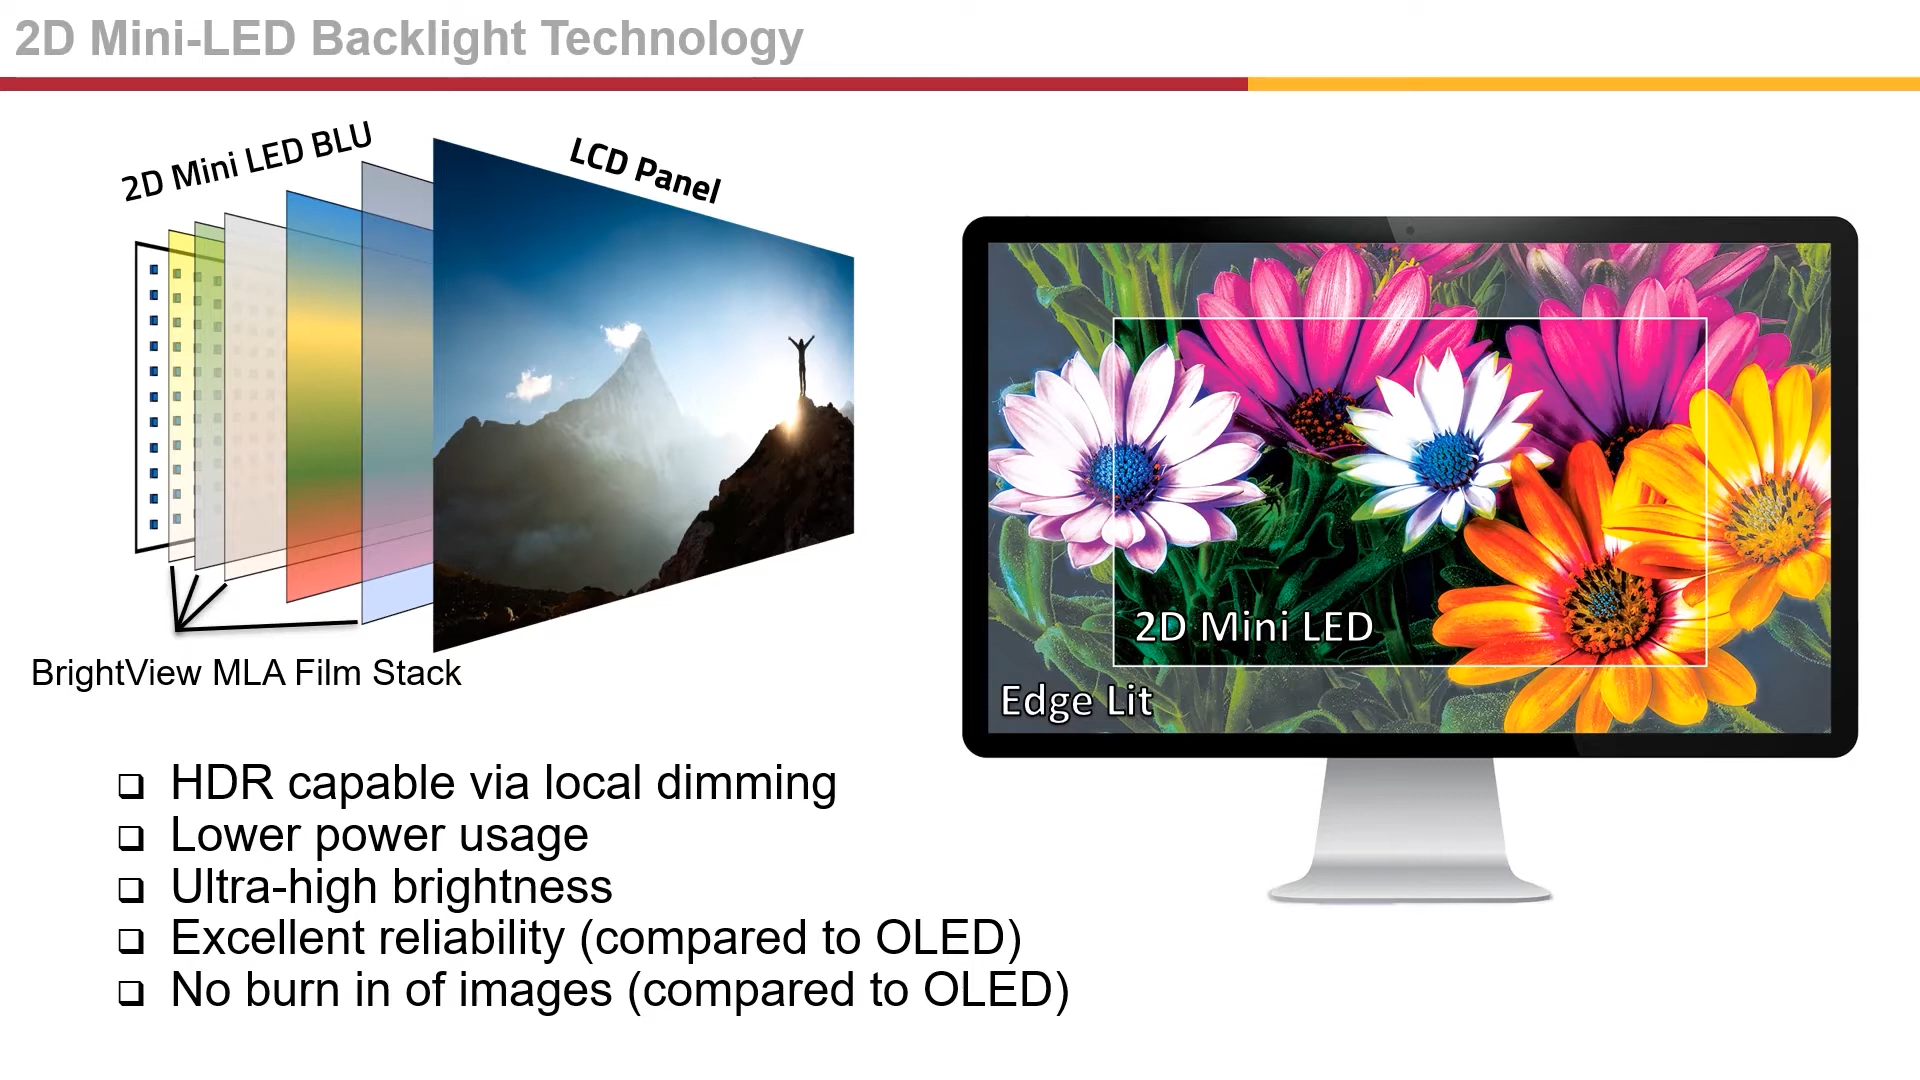 2D Mini-LED Backlight Technology
2D Mini LED BLU
LCD Panel
BrightView MLA Film Stack
2D Mini LED
Edge Lit
HDR capable via local dimming
Lower power usage
Ultra-high brightness
Excellent reliability (compared to OLED)
No burn in of images (compared to OLED)